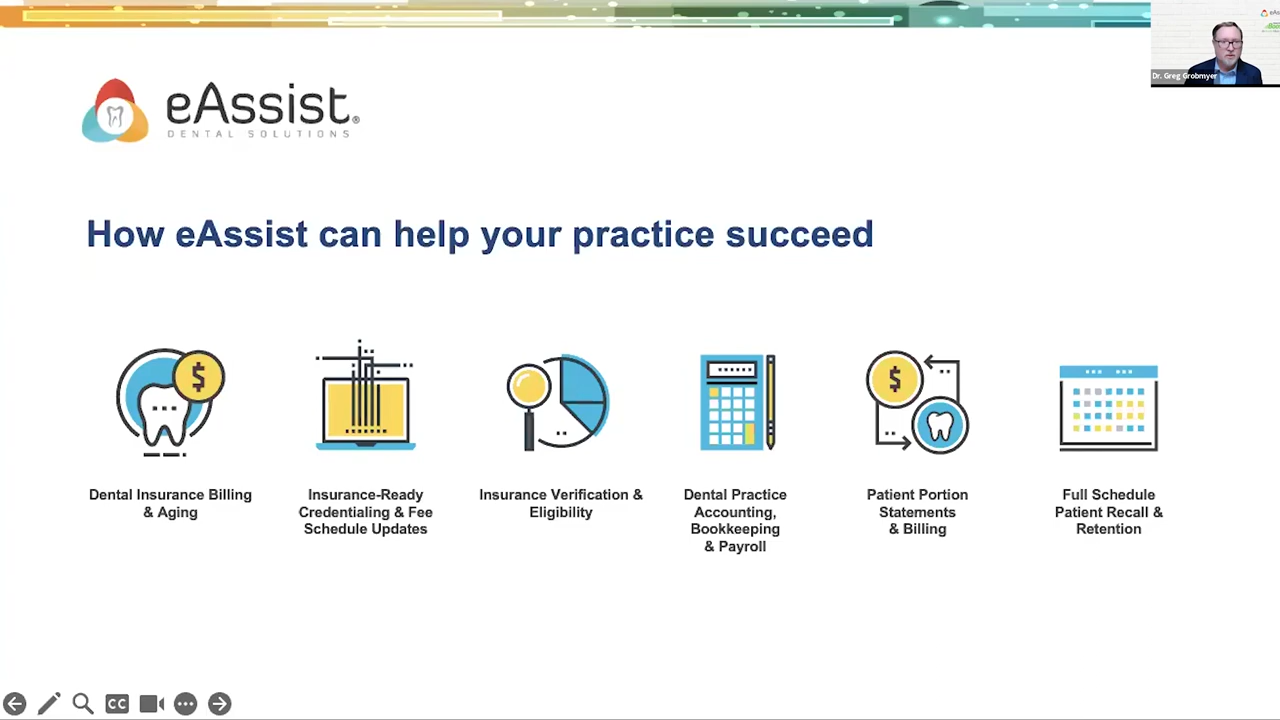 Dr. Greg Grobmyer
eAssist®
DENTAL SOLUTIONS
How eAssist can help your practice succeed
$
$
Dental Insurance Billing
& Aging
Insurance-Ready
Credentialing & Fee
Schedule Updates
Insurance Verification &
Eligibility
Dental Practice
Accounting,
Bookkeeping
& Payroll
Patient Portion
Statements
& Billing
Full Schedule
Patient Recall &
Retention
CC